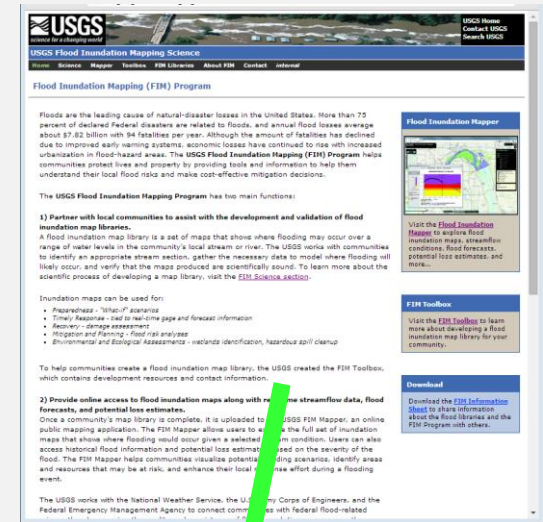 USGS
science for a changing world
USGS Home
Contact USGS
Search USGS
USGS Flood Inundation Mapping Science
Home Science Mapper Toolbox FIM Libraries About FIM Contact internal
Flood Inundation Mapping (FIM) Program
Floods are the leading cause of natural-disaster losses in the United States. More than 75
percent of declared Federal disasters are related to floods, and annual flood losses average
about $7.82 billion with 94 fatalities per year. Although the amount of fatalities has declined
due to improved early warning systems, economic losses have continued to rise with increased
urbanization in flood-hazard areas. The USGS Flood Inundation Mapping (FIM) Program helps
communities protect lives and property by providing tools and information to help them
understand their local flood risks and make cost-effective mitigation decisions.
The USGS Flood Inundation Mapping Program has two main functions:
1) Partner with local communities to assist with the development and validation of flood
inundation map libraries.
A flood inundation map library is a set of maps that shows where flooding may occur over a
range of water levels in the community's local stream or river. The USGS works with communities
to identify an appropriate stream section, gather the necessary data to model where flooding will
likely occur, and verify that the maps produced are scientifically sound. To learn more about the
scientific process of developing a map library, visit the FIM Science section.
Inundation maps can be used for:
• Preparedness - "What-if" scenarios
• Timely Response - tied to real-time gage and forecast information
• Recovery - damage assessment
• Mitigation and Planning - flood risk analyses
• Environmental and Ecological Assessments - wetlands identification, hazardous spill cleanup
To help communities create a flood inundation map library, the USGS created the FIM Toolbox,
which contains development resources and contact information.
2) Provide online access to flood inundation maps along with time streamflow data, flood
forecasts, and potential loss estimates.
Once a community's map library is complete, it is uploaded to USGS FIM Mapper, an online
public mapping application. The FIM Mapper allows users to the full set of inundation
maps that shows where flooding would occur given a selected condition. Users can also
access historical flood information and potential loss based on the severity of the
flood. The FIM Mapper helps communities visualize potential scenarios, identify areas
and resources that may be at risk, and enhance their local effort during a flooding
event.
The USGS works with the National Weather Service, the Corps of Engineers, and the
Federal Emergency Management Agency to connect with federal flood-related
Flood Inundation Mapper
Visit the Flood Inundation
Mapper to explore flood
inundation maps, streamflow
conditions, flood forecasts,
potential loss estimates, and
more...
FIM Toolbox
Visit the FIM Toolbox to learn
more about developing a flood
inundation map library for your
community.
Download
Download the FIM Information
Sheet to share information
about the flood libraries and the
FIM Program with others.